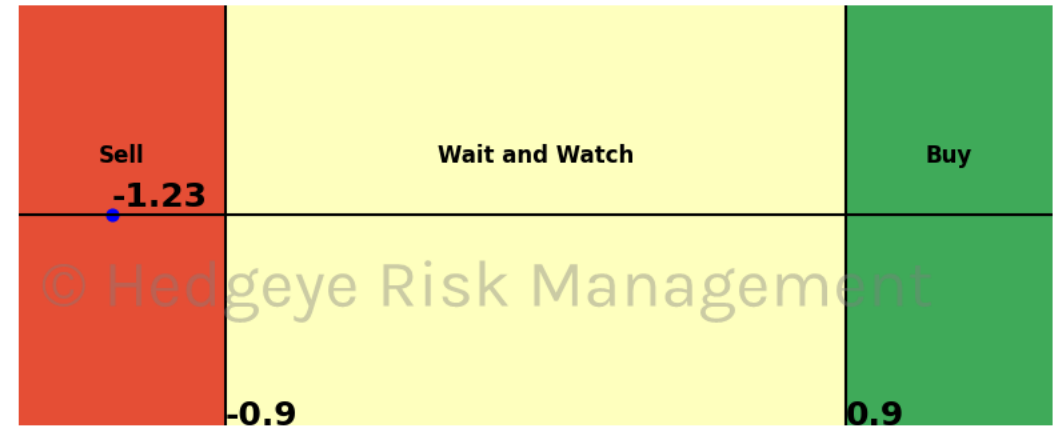 Sell
Wait and Watch
Buy
-1.23
© Hedgeye Risk Management
-0.9
0.9